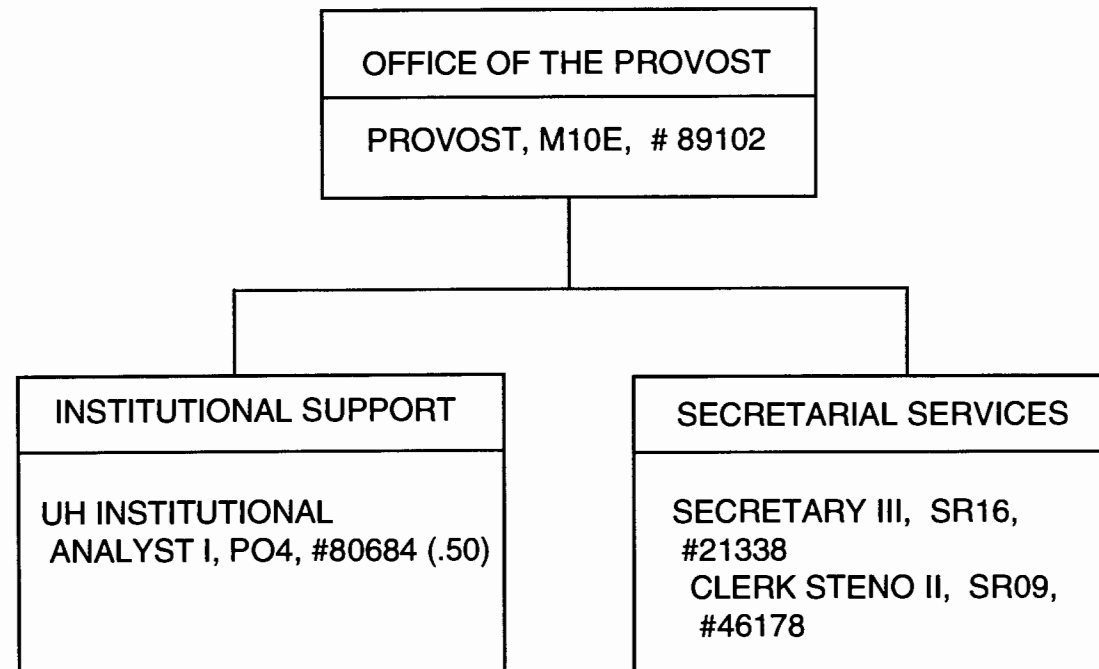 OFFICE OF THE PROVOST
PROVOST, M10E, # 89102
INSTITUTIONAL SUPPORT
UH INSTITUTIONAL
ANALYST I, PO4, #80684 (.50)
SECRETARIAL SERVICES
SECRETARY III, SR16,
#21338
CLERK STENO II, SR09,
#46178